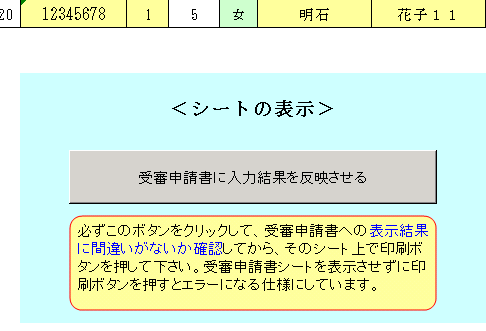 20 12345678 1 5 女 明石 花子１１
＜シートの表示＞
受審申請書に入力結果を反映させる
必ずこのボタンをクリックして、受審申請書への表示結果
に間違いがないか確認してから、そのシート上で印刷ボ
タンを押して下さい。受審申請書シートを表示させずに印
刷ボタンを押すとエラーになる仕様にしています。